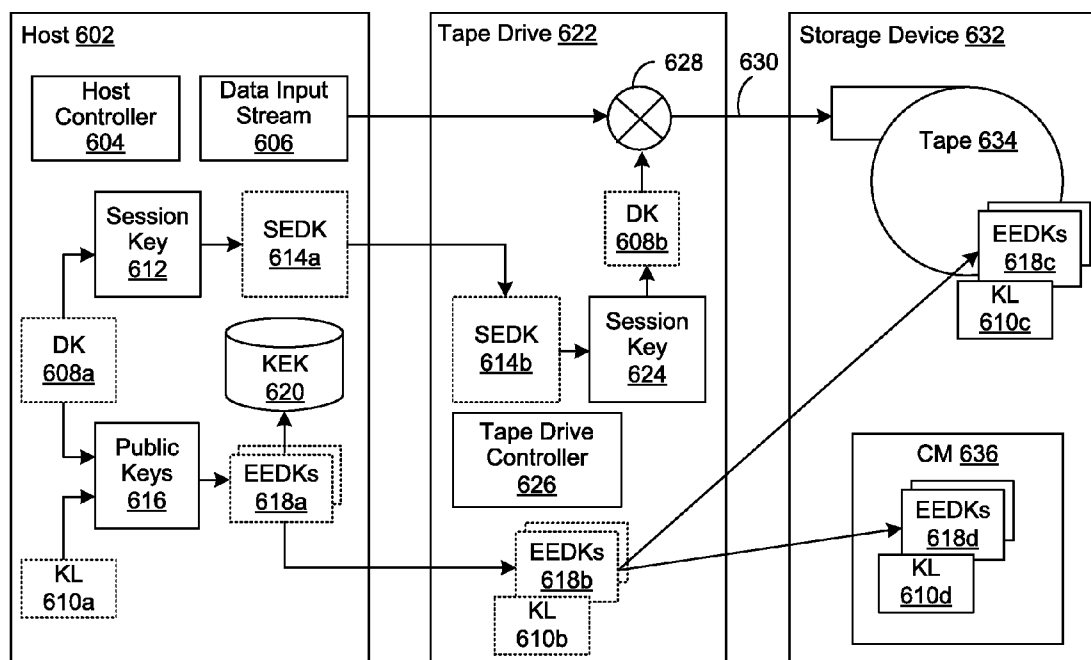 Host 602
Host
Controller
604
Data Input
Stream
606
Session
Key
612
SEDK
614a
DK
608a
KEK
620
Public
Keys
616
EEDKs
618a
KL
610a
Tape Drive 622
628
630
DK
608b
SEDK
614b
Session
Key
624
Tape Drive
Controller
626
EEDKs
618b
KL
610b
Storage Device 632
Tape 634
EEDKs
618c
KL
610c
CM 636
EEDKs
618d
KL
610d